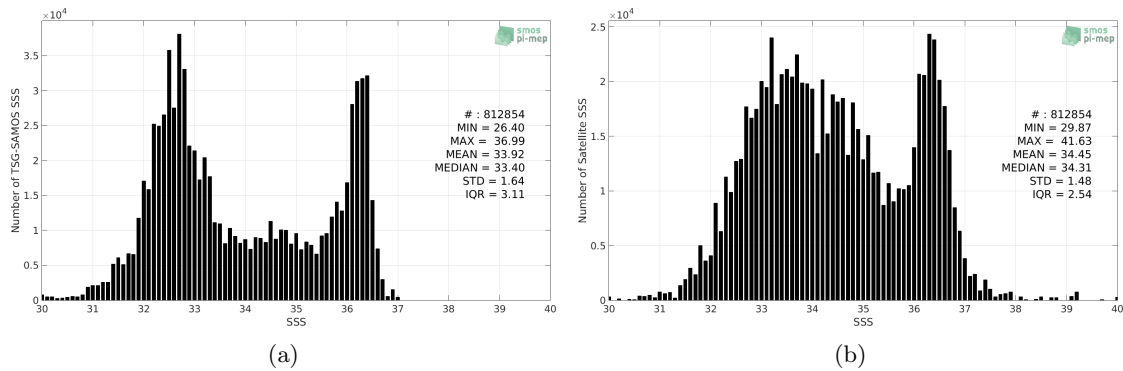 ×10⁴
smos
pi-mep
3.5
3
2.5
2
1.5
1
0.5
0
Number of TSG-SAMOS SSS
# : 812854
MIN = 26.40
MAX = 36.99
MEAN = 33.92
MEDIAN = 33.40
STD = 1.64
IQR = 3.11
30 31 32 33 34 35 36 37 38 39 40
SSS
(a)
×10⁴
smos
pi-mep
2.5
2
1.5
1
0.5
0
Number of Satellite SSS
# : 812854
MIN = 29.87
MAX = 41.63
MEAN = 34.45
MEDIAN = 34.31
STD = 1.48
IQR = 2.54
30 31 32 33 34 35 36 37 38 39 40
SSS
(b)